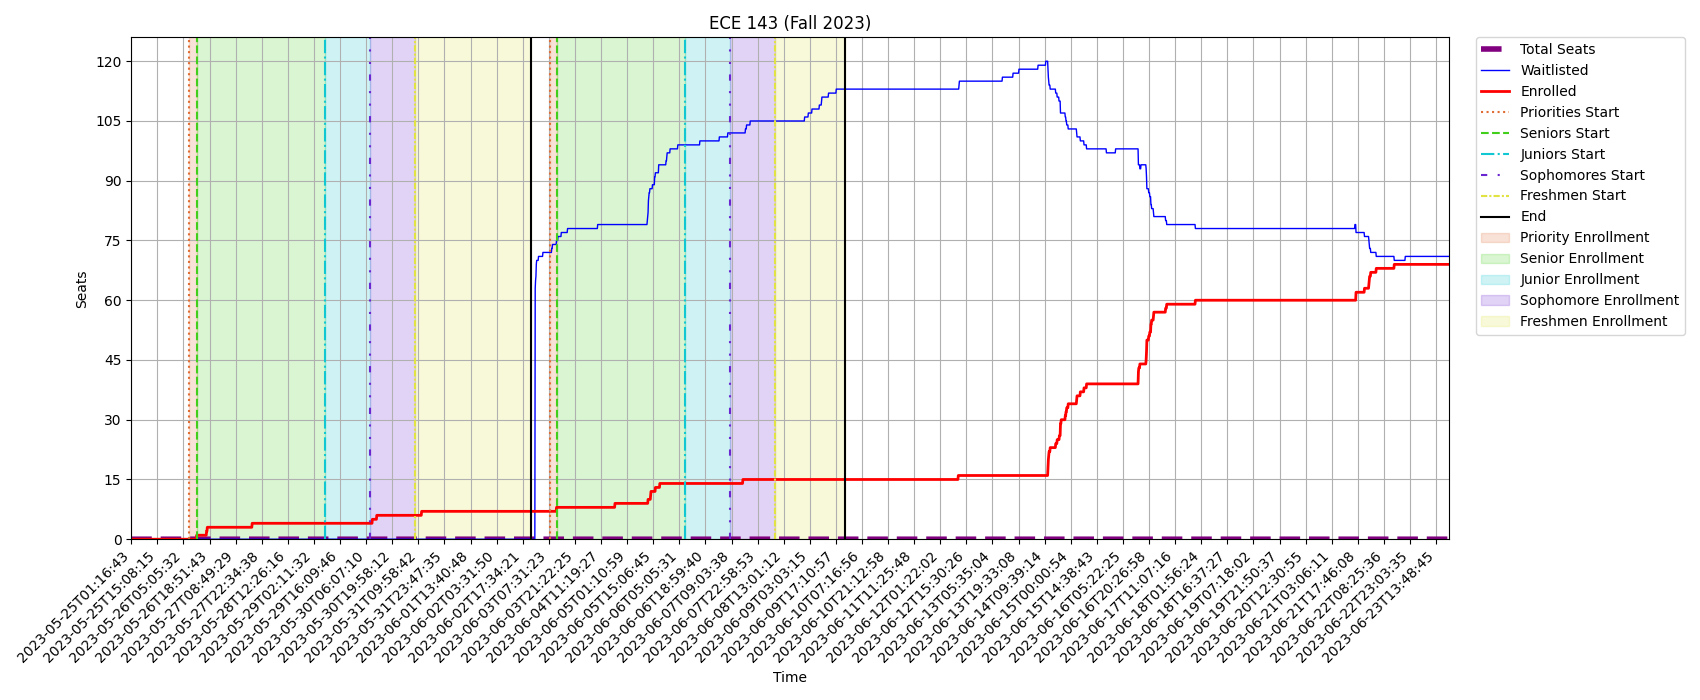 ECE 143 (Fall 2023)
Seats
120
105
90
75
60
45
30
15
0
2023-05-25T01:16:43
2023-05-25T15:08:15
2023-05-26T05:05:32
2023-05-26T18:51:43
2023-05-27T08:49:29
2023-05-27T22:34:38
2023-05-28T12:26:16
2023-05-29T02:11:32
2023-05-29T16:09:46
2023-05-30T06:07:10
2023-05-30T19:58:12
2023-05-31T09:58:42
2023-05-31T23:47:35
2023-06-01T13:40:48
2023-06-02T03:31:50
2023-06-02T17:34:21
2023-06-03T07:31:23
2023-06-03T21:22:25
2023-06-04T11:19:27
2023-06-05T01:10:59
2023-06-05T15:06:45
2023-06-06T05:05:31
2023-06-06T18:59:40
2023-06-07T09:03:38
2023-06-07T22:58:53
2023-06-08T13:01:12
2023-06-09T03:03:15
2023-06-09T17:10:57
2023-06-10T07:16:56
2023-06-10T21:12:58
2023-06-11T11:25:48
2023-06-12T01:22:02
2023-06-12T15:30:26
2023-06-13T05:35:04
2023-06-13T19:33:08
2023-06-14T09:39:14
2023-06-15T00:00:54
2023-06-15T14:38:43
2023-06-16T05:22:25
2023-06-16T20:26:58
2023-06-17T11:07:16
2023-06-18T01:56:24
2023-06-18T16:37:27
2023-06-19T07:18:02
2023-06-19T21:50:37
2023-06-20T12:30:55
2023-06-21T03:06:11
2023-06-21T17:46:08
2023-06-22T08:25:36
2023-06-22T23:03:35
2023-06-23T13:48:45
Time
Total Seats
Waitlisted
Enrolled
Priorities Start
Seniors Start
Juniors Start
Sophomores Start
Freshmen Start
End
Priority Enrollment
Senior Enrollment
Junior Enrollment
Sophomore Enrollment
Freshmen Enrollment